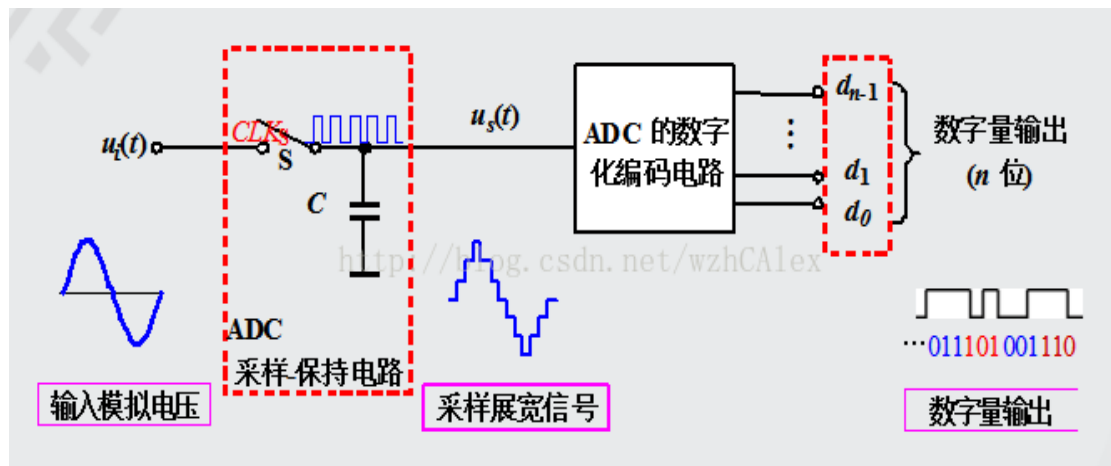 u_i(t)
CLK_S
S
C
ADC
采样-保持电路
u_s(t)
ADC 的数字
化编码电路
d_{n-1}
⋮
d_1
d_0
数字量输出
(n 位)
http://blog.csdn.net/wzhCAlex
输入模拟电压
采样展宽信号
…011101001110
数字量输出